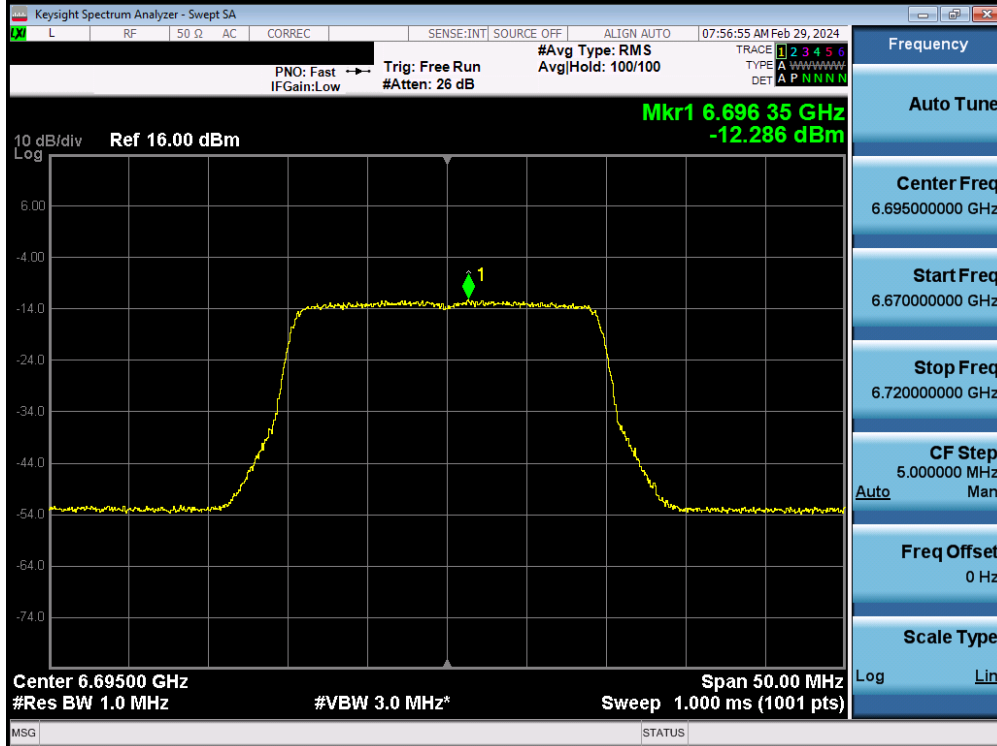 Keysight Spectrum Analyzer - Swept SA
LXI L RF 50 Ω AC CORREC SENSE:INT SOURCE OFF ALIGN AUTO 07:56:55 AM Feb 29, 2024
PNO: Fast
IFGain:Low
Trig: Free Run
#Atten: 26 dB
#Avg Type: RMS
Avg|Hold: 100/100
TRACE 1 2 3 4 5 6
TYPE A WWWWW
DET A P N N N N
Mkr1 6.696 35 GHz
-12.286 dBm
10 dB/div
Log
Ref 16.00 dBm
6.00
-4.00
-14.0
-24.0
-34.0
-44.0
-54.0
-64.0
-74.0
1
Center 6.69500 GHz
#Res BW 1.0 MHz
#VBW 3.0 MHz*
Span 50.00 MHz
Sweep 1.000 ms (1001 pts)
MSG
STATUS
Frequency
Auto Tune
Center Freq
6.695000000 GHz
Start Freq
6.670000000 GHz
Stop Freq
6.720000000 GHz
CF Step
5.000000 MHz
Auto Man
Freq Offset
0 Hz
Scale Type
Log Lin